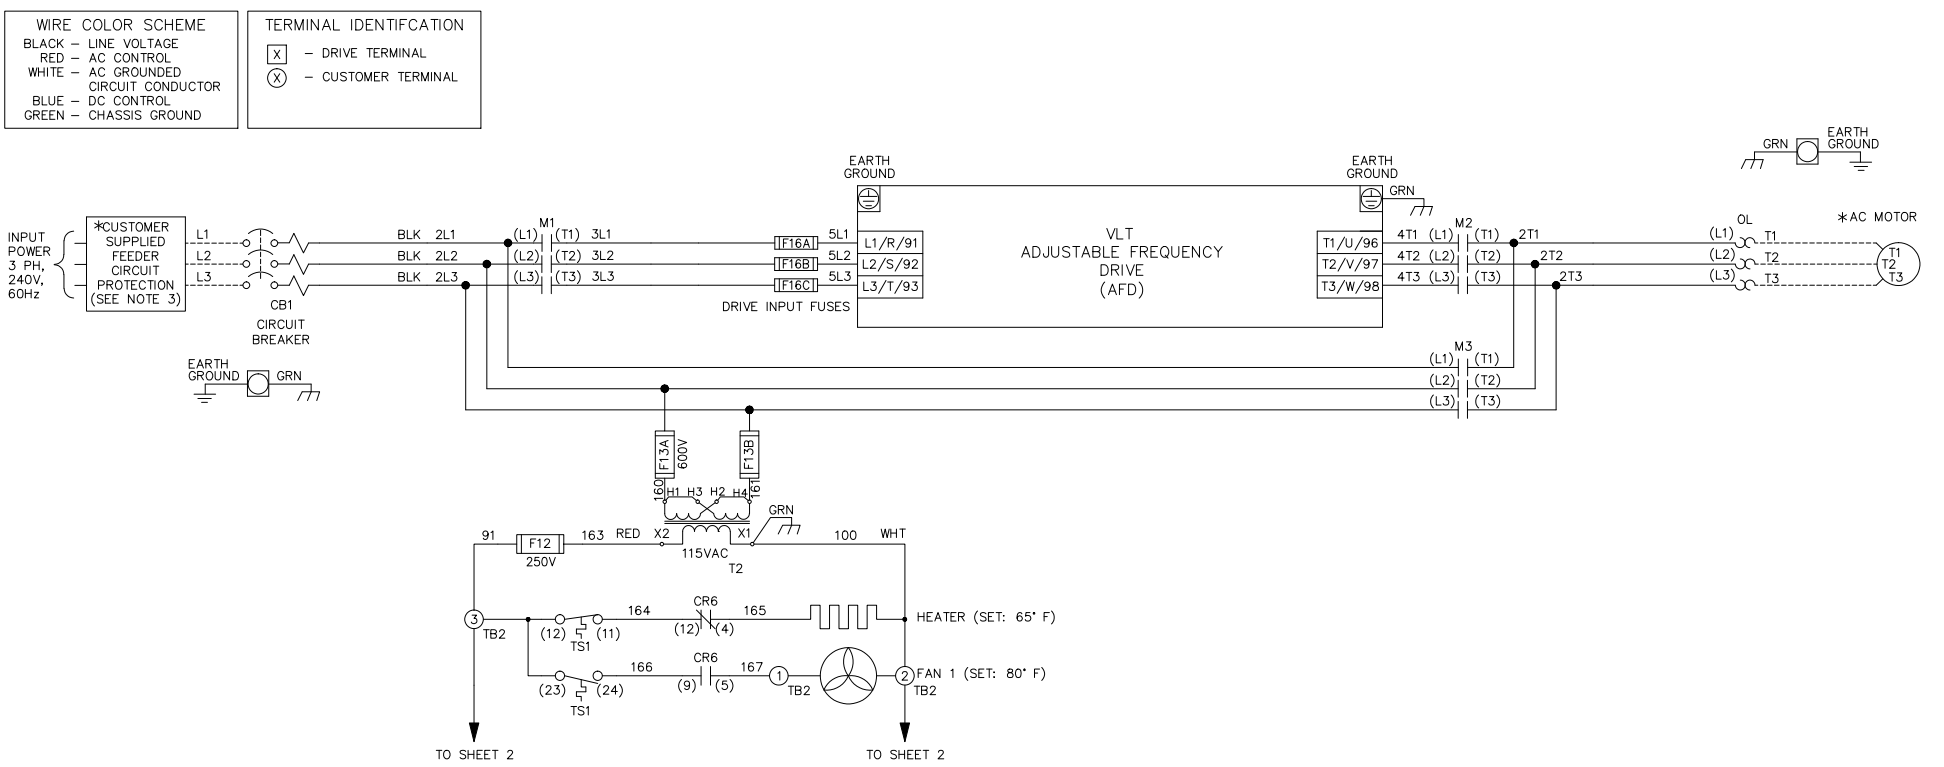 WIRE COLOR SCHEME
BLACK – LINE VOLTAGE
RED – AC CONTROL
WHITE – AC GROUNDED
CIRCUIT CONDUCTOR
BLUE – DC CONTROL
GREEN – CHASSIS GROUND
TERMINAL IDENTIFCATION
X – DRIVE TERMINAL
X – CUSTOMER TERMINAL
INPUT
POWER
3 PH,
240V,
60Hz
*CUSTOMER
SUPPLIED
FEEDER
CIRCUIT
PROTECTION
(SEE NOTE 3)
L1
L2
L3
CB1
CIRCUIT
BREAKER
EARTH
GROUND
GRN
BLK 2L1
BLK 2L2
BLK 2L3
M1
(L1) (T1) 3L1
(L2) (T2) 3L2
(L3) (T3) 3L3
F16A 5L1
F16B 5L2
F16C 5L3
DRIVE INPUT FUSES
EARTH
GROUND
L1/R/91
L2/S/92
L3/T/93
VLT
ADJUSTABLE FREQUENCY
DRIVE
(AFD)
EARTH
GROUND
GRN
T1/U/96
T2/V/97
T3/W/98
M2
4T1 (L1) (T1) 2T1
4T2 (L2) (T2) 2T2
4T3 (L3) (T3) 2T3
M3
(L1) (T1)
(L2) (T2)
(L3) (T3)
GRN
EARTH
GROUND
OL
(L1) T1
(L2) T2
(L3) T3
*AC MOTOR
T1
T2
T3
F13A
600V
F13B
160
161
H1 H3 H2 H4
GRN
91 F12 163 RED X2 X1 100 WHT
250V
115VAC
T2
3
TB2
(12) (11)
TS1
164
CR6
(12) (4)
165
HEATER (SET: 65° F)
(23) (24)
TS1
166
CR6
(9) (5)
167
1
TB2
2
TB2
FAN 1 (SET: 80° F)
TO SHEET 2
TO SHEET 2